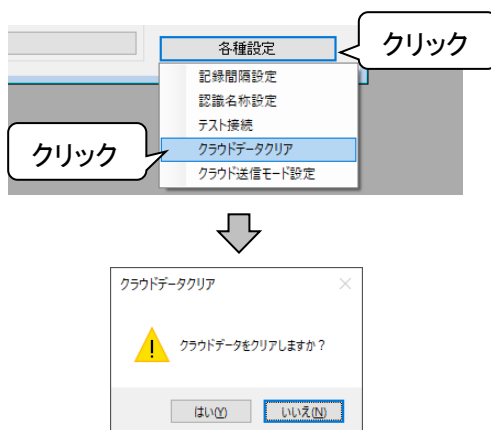 各種設定
クリック
記録間隔設定
認識名称設定
テスト接続
クリック
クラウドデータクリア
クラウド送信モード設定
クラウドデータクリア
クラウドデータをクリアしますか?
はい(Y)
いいえ(N)